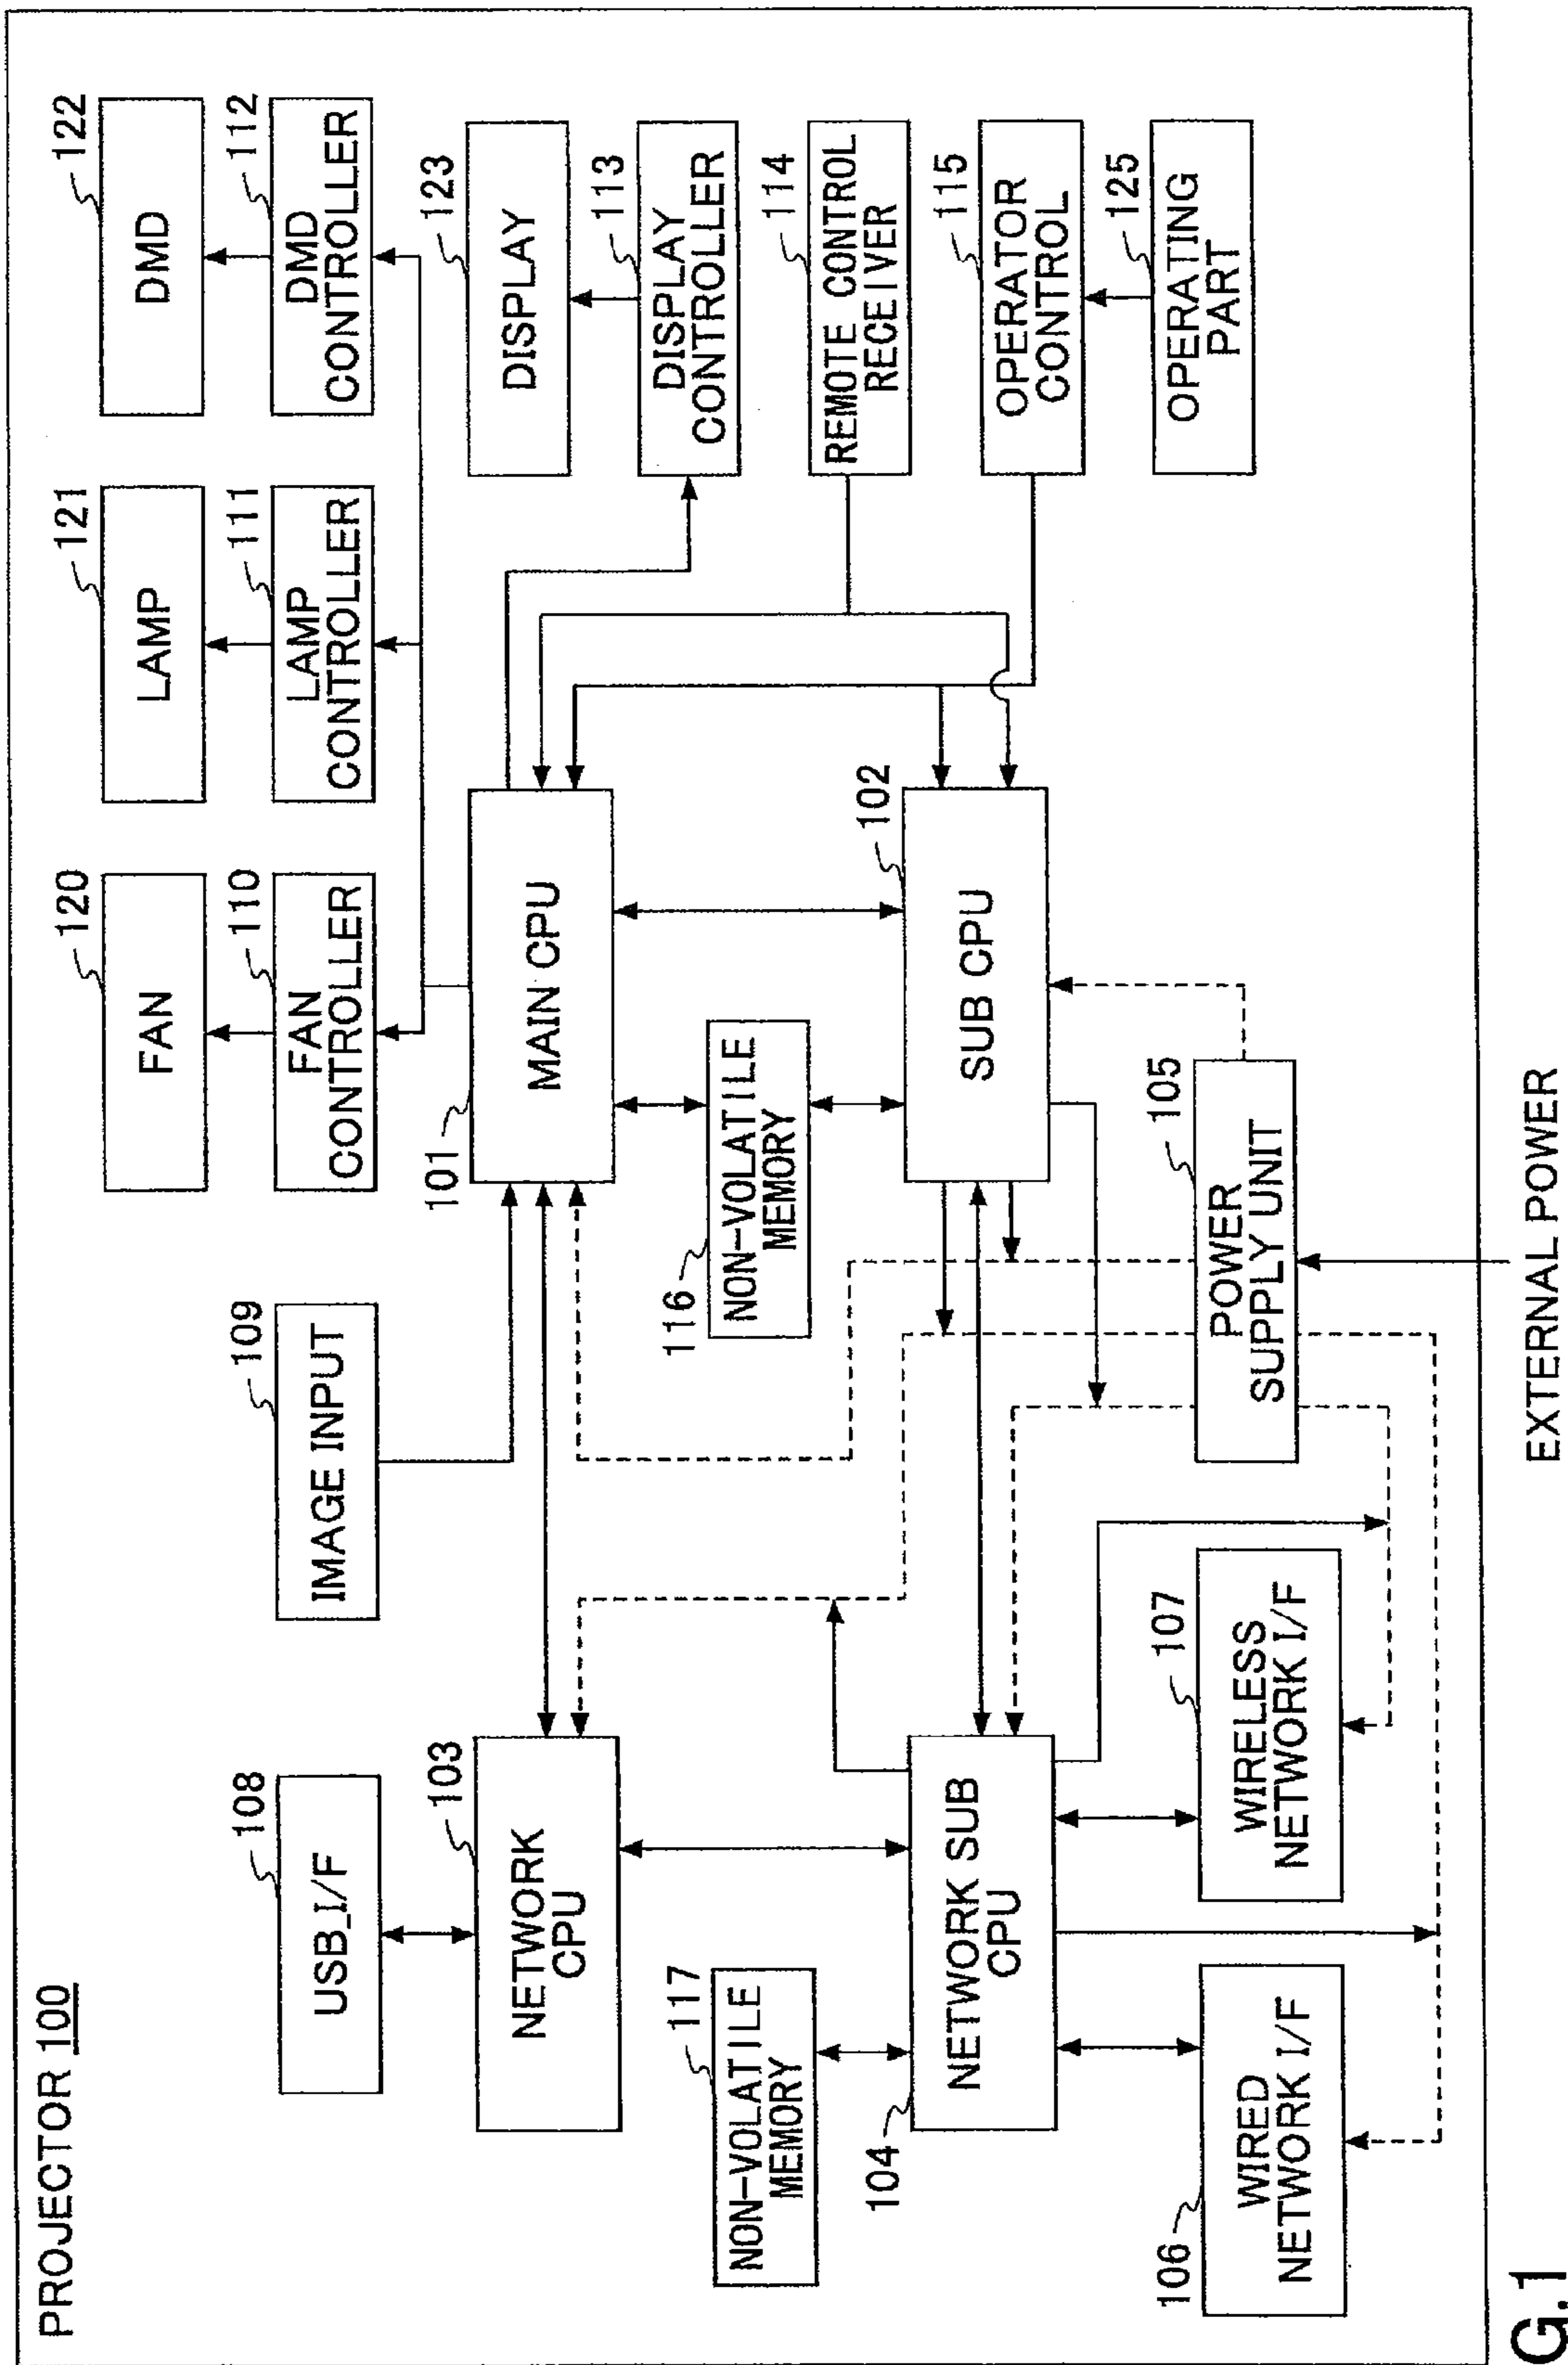 PROJECTOR 100
108
USB_I/F
109
IMAGE INPUT
120
FAN
110
FAN
CONTROLLER
121
LAMP
111
LAMP
CONTROLLER
122
DMD
112
DMD
CONTROLLER
103
NETWORK
CPU
101
MAIN CPU
123
DISPLAY
113
DISPLAY
CONTROLLER
117
NON-VOLATILE
MEMORY
116
NON-VOLATILE
MEMORY
114
REMOTE CONTROL
RECEIVER
104
NETWORK SUB
CPU
102
SUB CPU
115
OPERATOR
CONTROL
106
WIRED
NETWORK I/F
107
WIRELESS
NETWORK I/F
105
POWER
SUPPLY UNIT
125
OPERATING
PART
EXTERNAL POWER
G.1